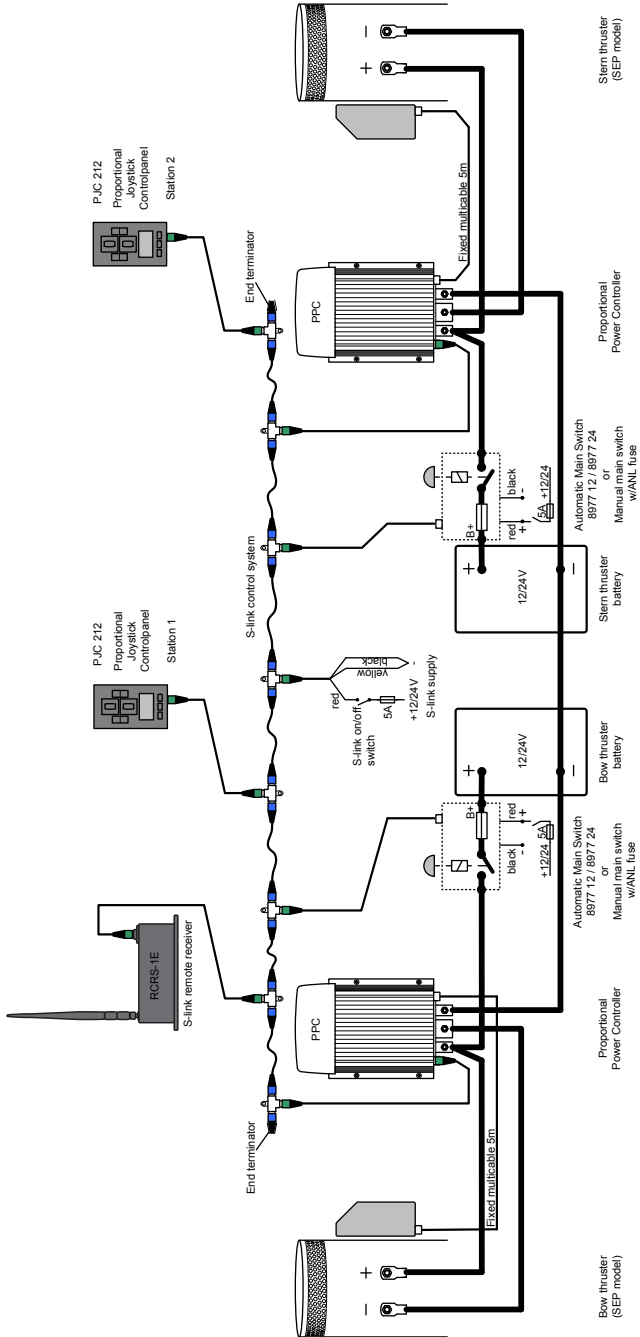 Bow thruster
(SEP model)
+
-
Fixed multicable 5m
End terminator
PPC
Proportional
Power Controller
RCRS-1E
S-link remote receiver
Automatic Main Switch
8977 12 / 8977 24
or
Manual main switch
w/ANL fuse
B+
black
-
red
+
+12/24
5A
Bow thruster
battery
+
12/24V
-
PJC 212
Proportional
Joystick
Controlpanel
Station 1
red
yellow
black
S-link on/off
switch
5A
+12/24V
-
S-link supply
S-link control system
Stern thruster
battery
+
12/24V
-
Automatic Main Switch
8977 12 / 8977 24
or
Manual main switch
w/ANL fuse
B+
red
+
black
-
5A
+12/24
PJC 212
Proportional
Joystick
Controlpanel
Station 2
End terminator
PPC
Proportional
Power Controller
Fixed multicable 5m
+
-
Stern thruster
(SEP model)